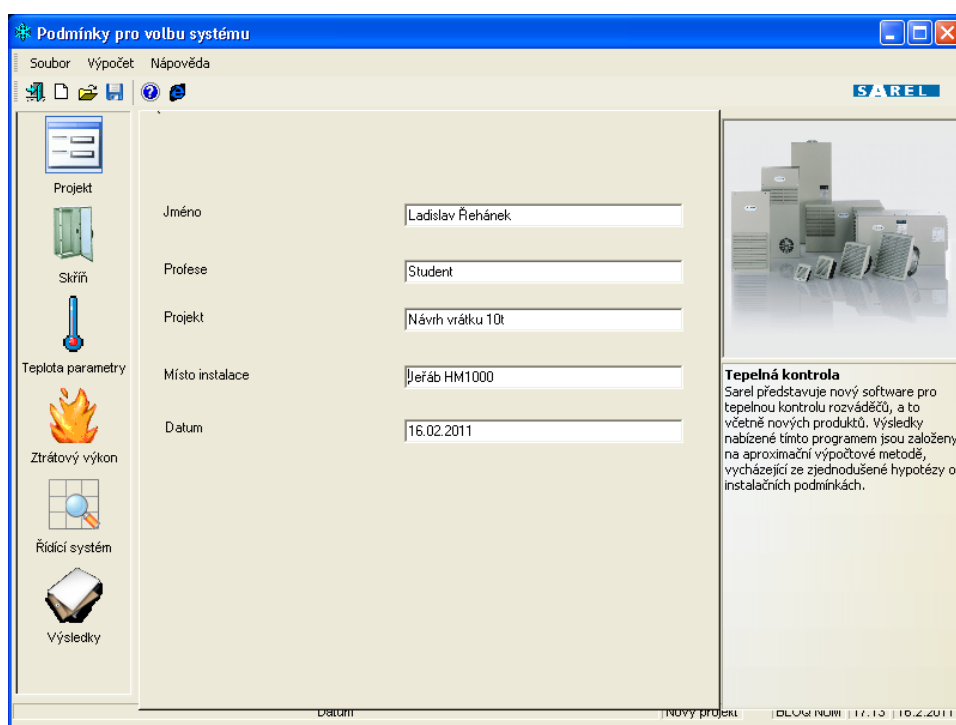 Podmínky pro volbu systému
Soubor Výpočet Nápověda
SAREL
Projekt
Skříň
Teplota parametry
Ztrátový výkon
Řídící systém
Výsledky
Jméno Ladislav Řehánek
Profese Student
Projekt Návrh vrátku 10t
Místo instalace Jeřáb HM1000
Datum 16.02.2011
Tepelná kontrola
Sarel představuje nový software pro
tepelnou kontrolu rozváděčů, a to
včetně nových produktů. Výsledky
nabízené tímto programem jsou založeny
na aproximační výpočtové metodě,
vycházející ze zjednodušené hypotézy o
instalačních podmínkách.
Datum Nový projekt BLOQ NUM 17:13 16.2.2011